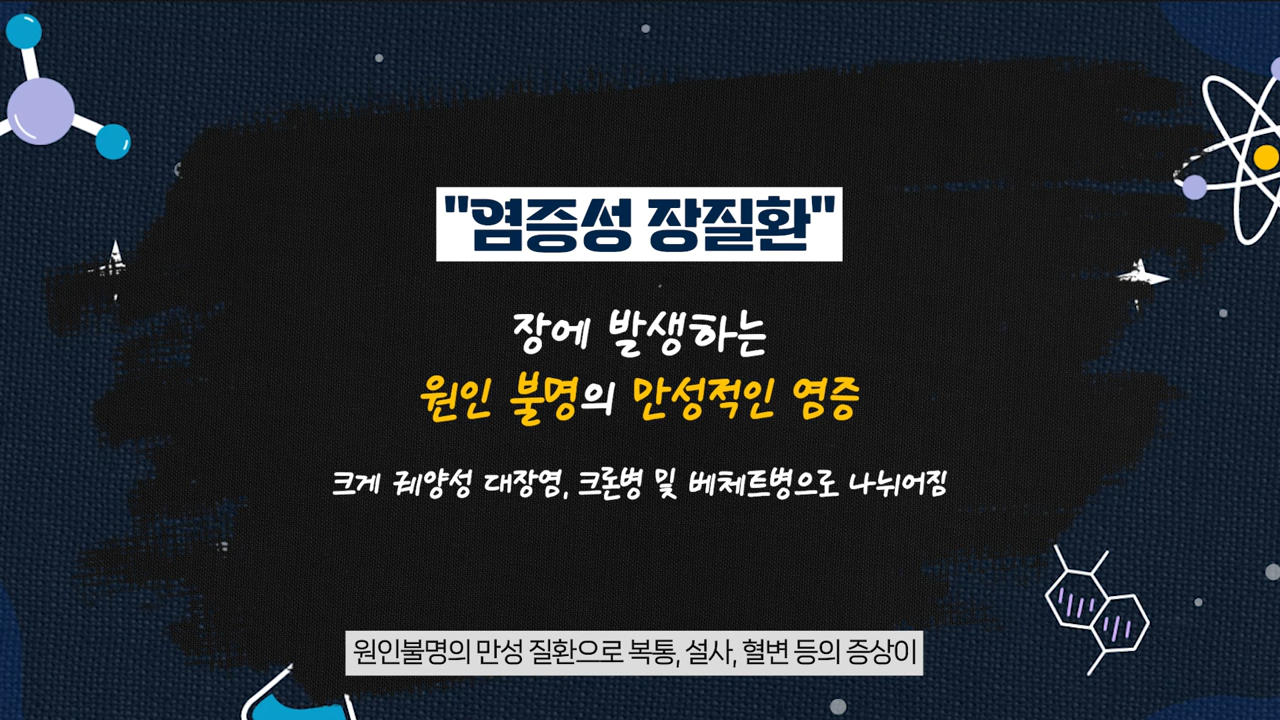 "염증성 장질환"
장에 발생하는
원인 불명의 만성적인 염증
크게 궤양성 대장염, 크론병 및 베체트병으로 나뉘어짐
원인불명의 만성 질환으로 복통, 설사, 혈변 등의 증상이